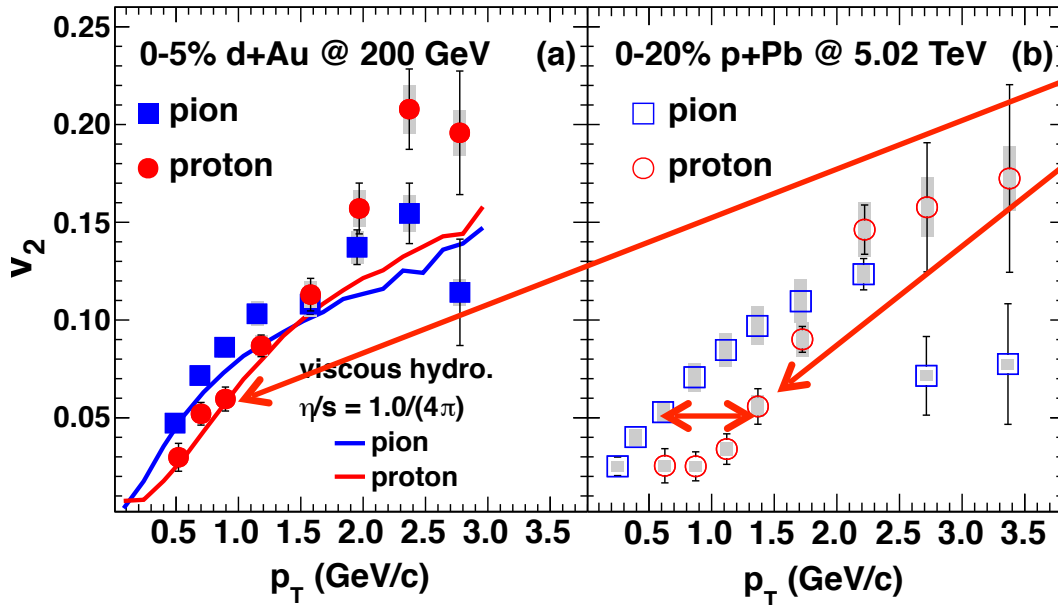 0-5% d+Au @ 200 GeV (a)
pion
proton
viscous hydro.
η/s = 1.0/(4π)
pion
proton
v2
0.05
0.10
0.15
0.20
0.25
0.5 1.0 1.5 2.0 2.5 3.0 3.5
pT (GeV/c)
0-20% p+Pb @ 5.02 TeV (b)
pion
proton
0.5 1.0 1.5 2.0 2.5 3.0 3.5
pT (GeV/c)